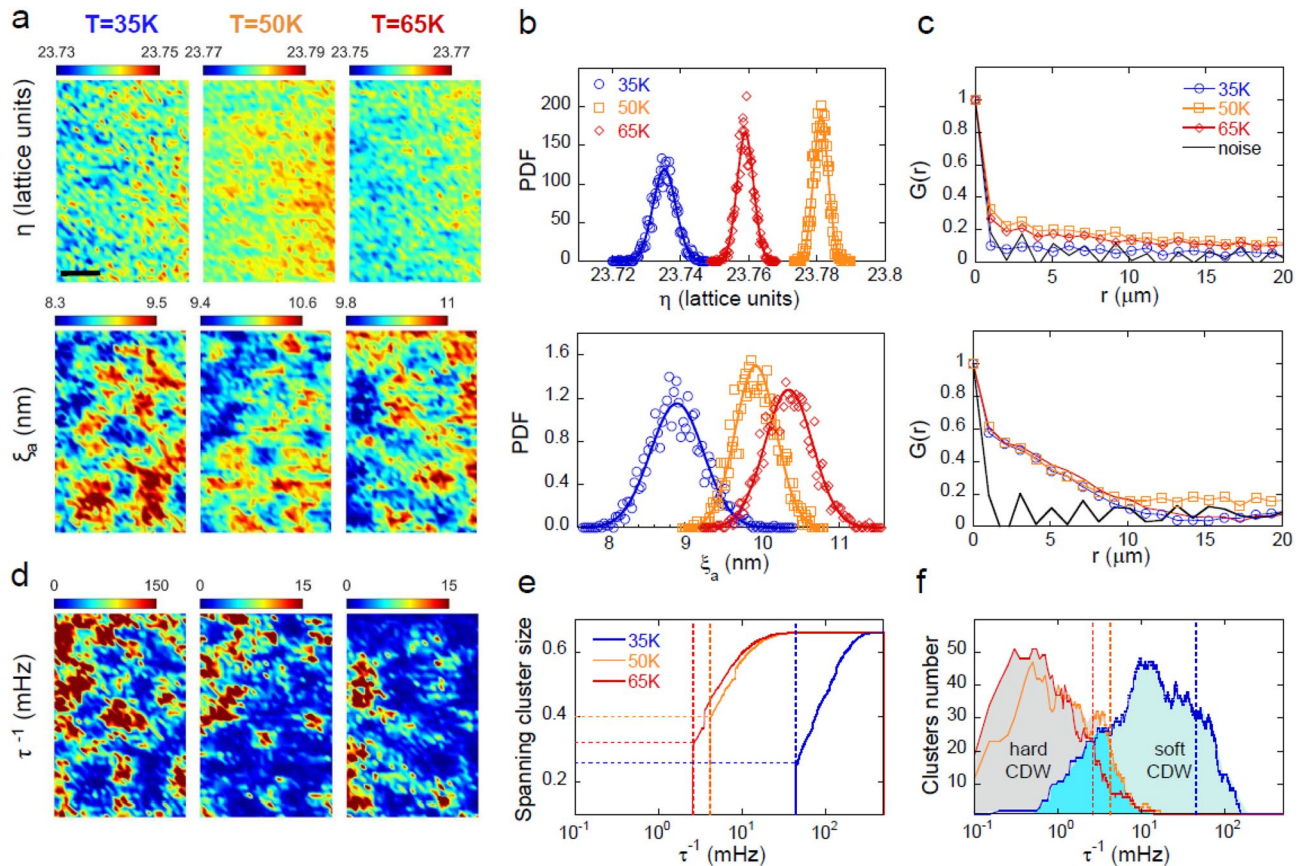 a
T=35K T=50K T=65K
23.73 23.75 23.77 23.79 23.75 23.77
η (lattice units)
8.3 9.5 9.4 10.6 9.8 11
ξa (nm)
b
35K
50K
65K
PDF
200
150
100
50
0
23.72 23.74 23.76 23.78 23.8
η (lattice units)
PDF
1.6
1.2
0.8
0.4
0.0
8 9 10 11
ξa (nm)
c
35K
50K
65K
noise
G(r)
1
0.8
0.6
0.4
0.2
0
0 5 10 15 20
r (μm)
G(r)
1
0.8
0.6
0.4
0.2
0
0 5 10 15 20
r (μm)
d
0 150 0 15 0 15
τ-1 (mHz)
e
35K
50K
65K
Spanning cluster size
0.6
0.4
0.2
10-1 100 101 102
τ-1 (mHz)
f
Clusters number
50
40
30
20
10
hard
CDW
soft
CDW
10-1 100 101 102
τ-1 (mHz)